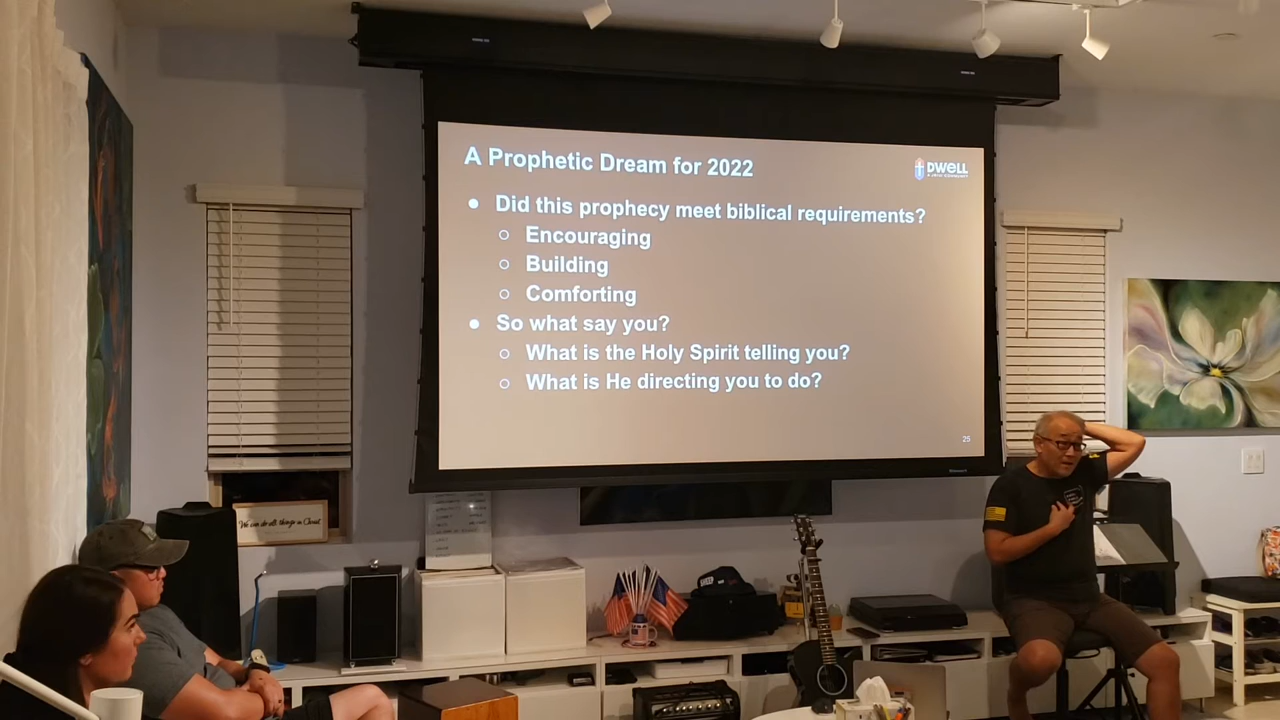 A Prophetic Dream for 2022
DWELL
Did this prophecy meet biblical requirements?
Encouraging
Building
Comforting
So what say you?
What is the Holy Spirit telling you?
What is He directing you to do?
25
We can do all things in Christ